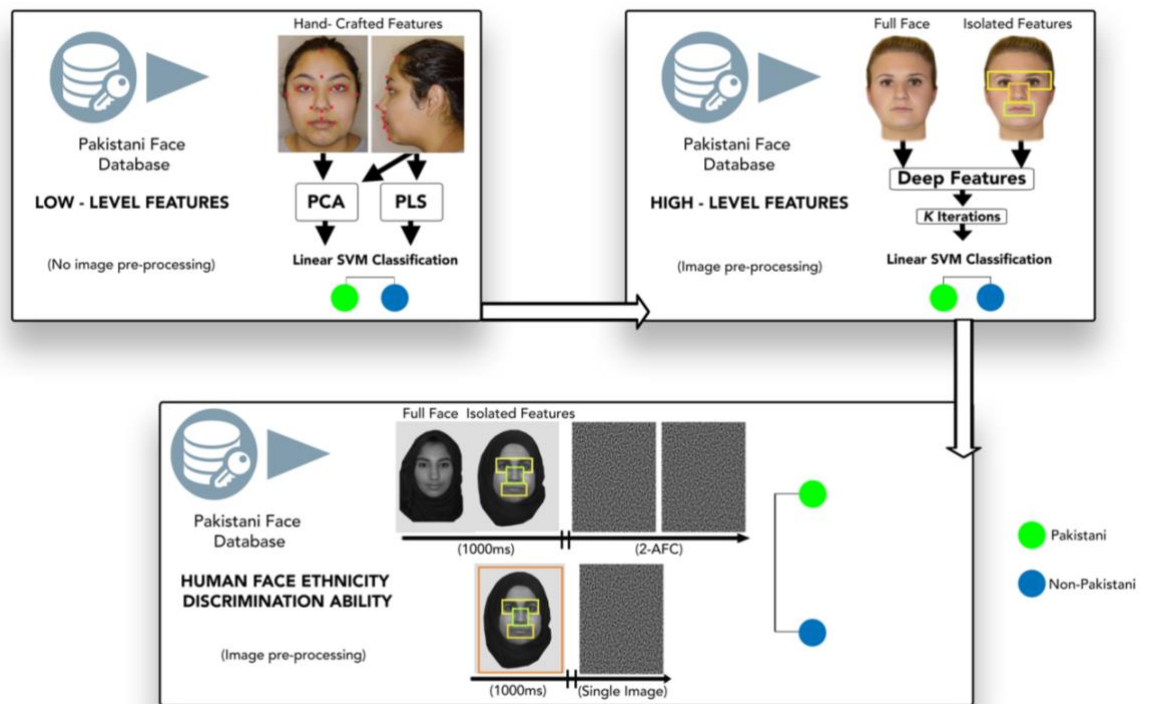 Hand- Crafted Features
Pakistani Face
Database
LOW - LEVEL FEATURES
(No image pre-processing)
PCA
PLS
Linear SVM Classification
Full Face
Isolated Features
Pakistani Face
Database
HIGH - LEVEL FEATURES
(Image pre-processing)
Deep Features
K Iterations
Linear SVM Classification
Full Face Isolated Features
Pakistani Face
Database
HUMAN FACE ETHNICITY
DISCRIMINATION ABILITY
(Image pre-processing)
(1000ms)
(2-AFC)
(1000ms)
(Single Image)
Pakistani
Non-Pakistani